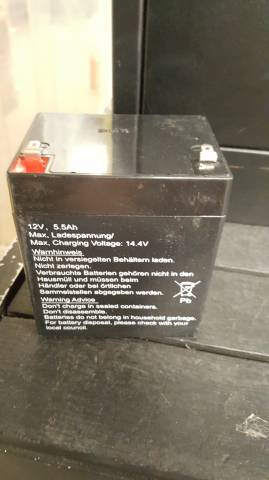 12V, 5.5Ah
Max. Ladespannung/
Max. Charging Voltage: 14.4V
Warnhinweis
Nicht in versiegelten Behältern laden.
Nicht zerlegen.
Verbrauchte Batterien gehören nicht in den
Hausmüll und müssen beim
Händler oder bei örtlichen
Sammelstellen abgegeben werden.
Pb
Warning Advice
Don't charge in sealed containers.
Don't disassemble.
Batteries do not belong in household garbage.
For battery disposal, please check with your
local council.